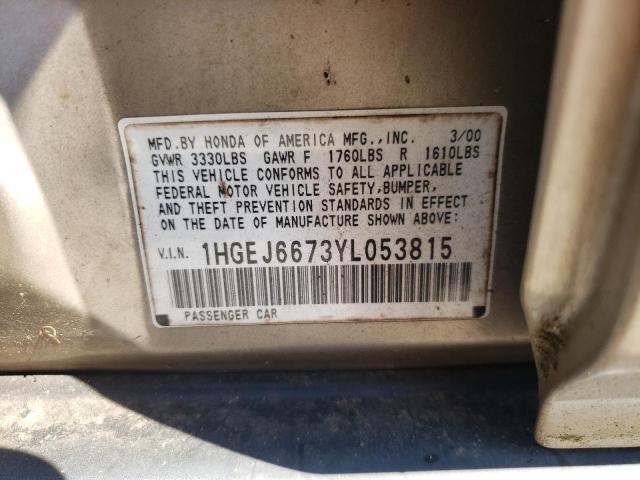 MFD.BY HONDA OF AMERICA MFG.,INC. 3/00
GVWR 3330LBS GAWR F 1760LBS R 1610LBS
THIS VEHICLE CONFORMS TO ALL APPLICABLE
FEDERAL MOTOR VEHICLE SAFETY,BUMPER,
AND THEFT PREVENTION STANDARDS IN EFFECT
ON THE DATE OF MANUFACTURE SHOWN ABOVE:
V.I.N. 1HGEJ6673YL053815
PASSENGER CAR